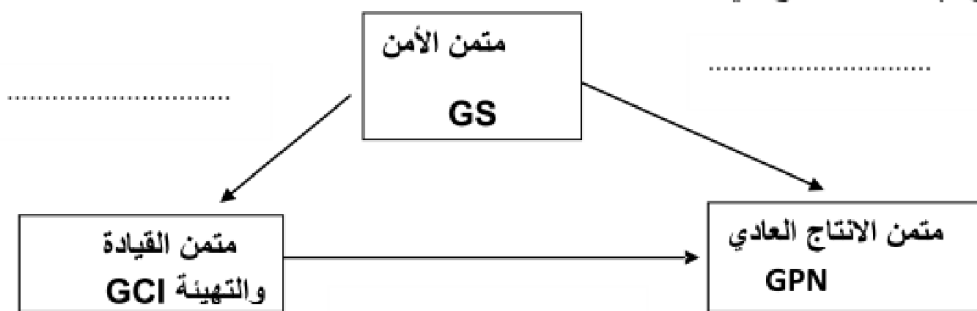 متمن الأمن
GS
متمن القيادة
والتهيئة GCI
متمن الانتاج العادي
GPN